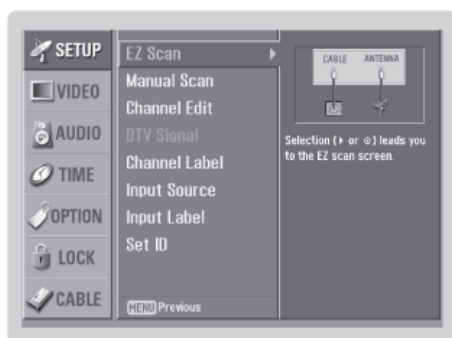 SETUP
VIDEO
AUDIO
TIME
OPTION
LOCK
CABLE
EZ Scan
Manual Scan
Channel Edit
DTV Signal
Channel Label
Input Source
Input Label
Set ID
MENU Previous
CABLE ANTENNA
Selection (▶ or ⊙) leads you
to the EZ scan screen.